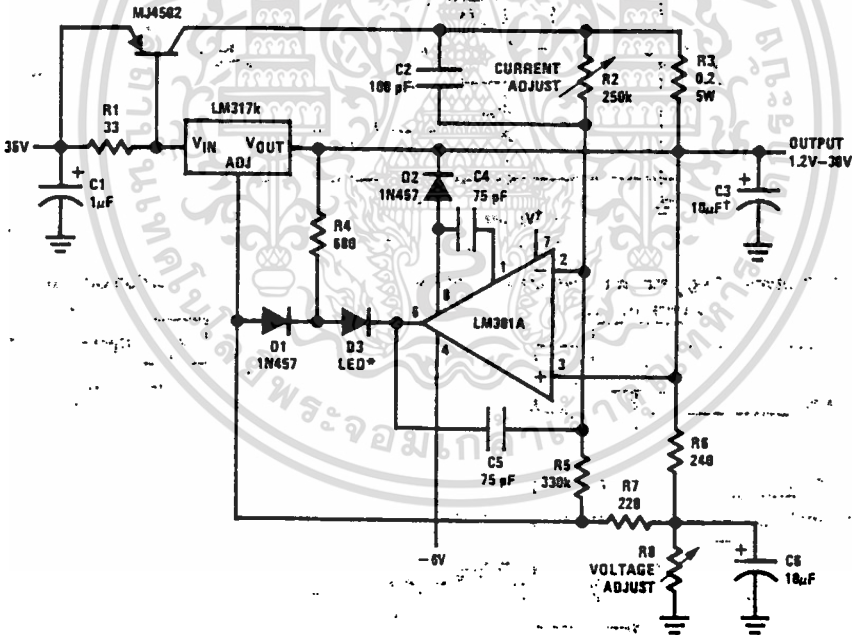 MJ4502
R1
33
LM317k
VIN
VOUT
ADJ
35V
C1
1μF
C2
100 pF
CURRENT
ADJUST
R2
250k
R3
0.2
5W
OUTPUT
1.2V–30V
D2
1N457
C4
75 pF
C3
10μF†
R4
680
V+
7
2
1
8
6
LM301A
4
3
D1
1N457
D3
LED*
C5
75 pF
R5
330k
R6
240
R7
220
–6V
R8
VOLTAGE
ADJUST
C6
10μF